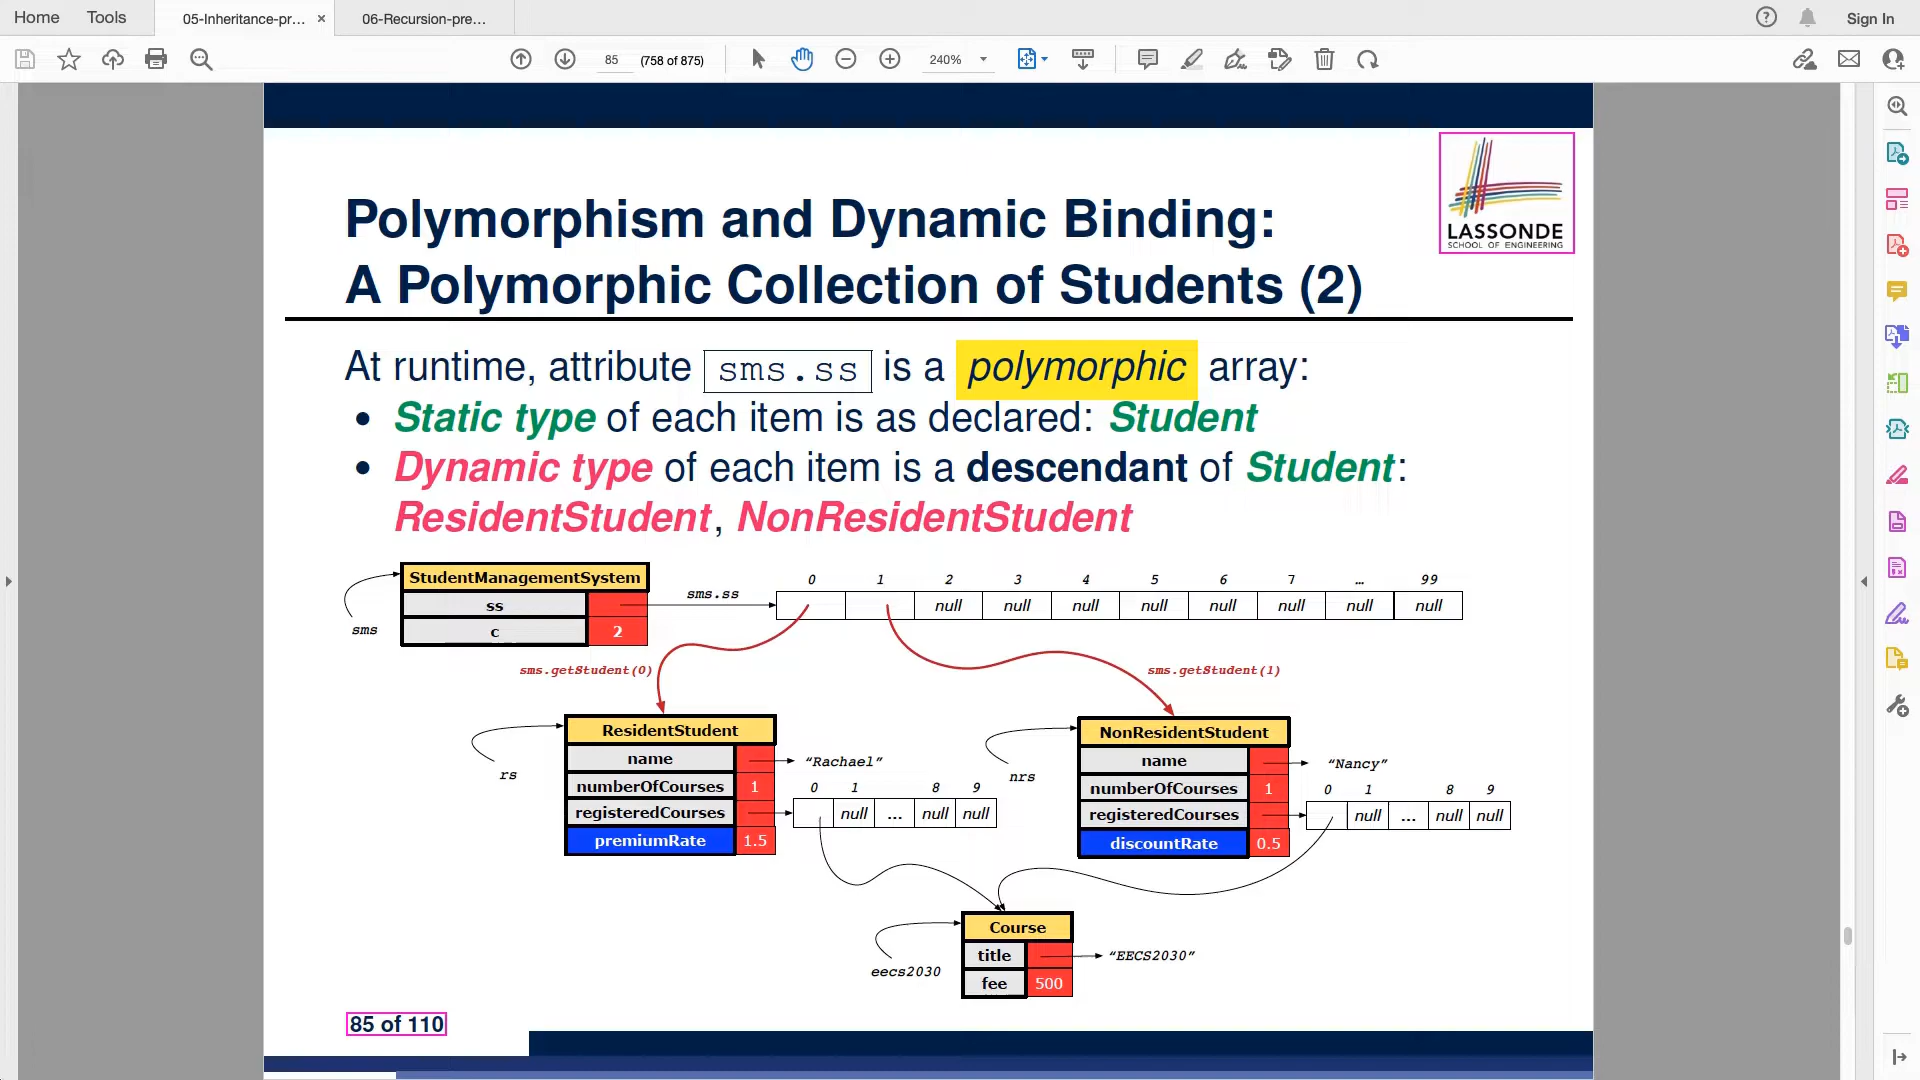 Home Tools 05-Inheritance-pr... × 06-Recursion-pre... Sign In
85 (758 of 875) 240%
LASSONDE
SCHOOL OF ENGINEERING
Polymorphism and Dynamic Binding:
A Polymorphic Collection of Students (2)
At runtime, attribute sms.ss is a polymorphic array:
• Static type of each item is as declared: Student
• Dynamic type of each item is a descendant of Student:
ResidentStudent, NonResidentStudent
0 1 2 3 4 5 6 7 … 99
StudentManagementSystem
sms.ss
ss
null null null null null null null null
sms
c 2
sms.getStudent(0) sms.getStudent(1)
ResidentStudent NonResidentStudent
name "Rachael" name "Nancy"
rs nrs
numberOfCourses 1 0 1 8 9 numberOfCourses 1 0 1 8 9
registeredCourses null … null null registeredCourses null … null null
premiumRate 1.5 discountRate 0.5
Course
title "EECS2030"
eecs2030
fee 500
85 of 110